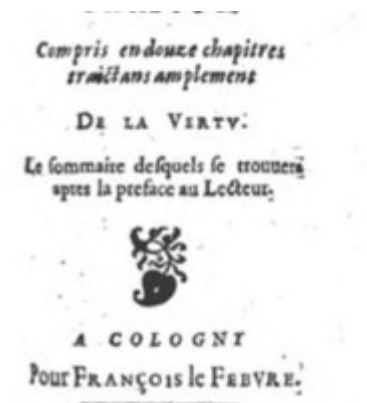 Compris en douze chapitres
traictans amplement
DE LA VERTV.
Le ſommaire deſquels ſe trouuera
apres la preface au Lecteur.
A COLOGNY
Pour FRANÇOIS le FEBVRE.